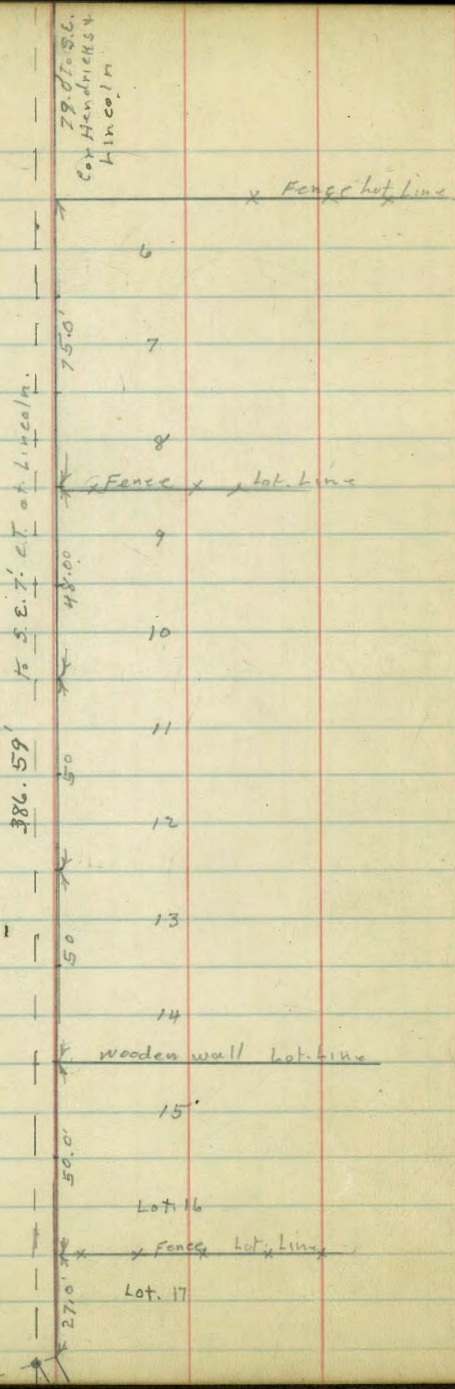 79.0' to S.E.
Cor Hendricks &
Lincoln
Fence Lot Line
6
75.0'
7
8
Fence Lot. Line
9
48.00
10
386.59' to S.E. T. at Lincoln.
11
50
12
13
50
14
wooden wall Lot. Line
15
50.0'
Lot. 16
Fence Lot. Line
27.0'
Lot. 17